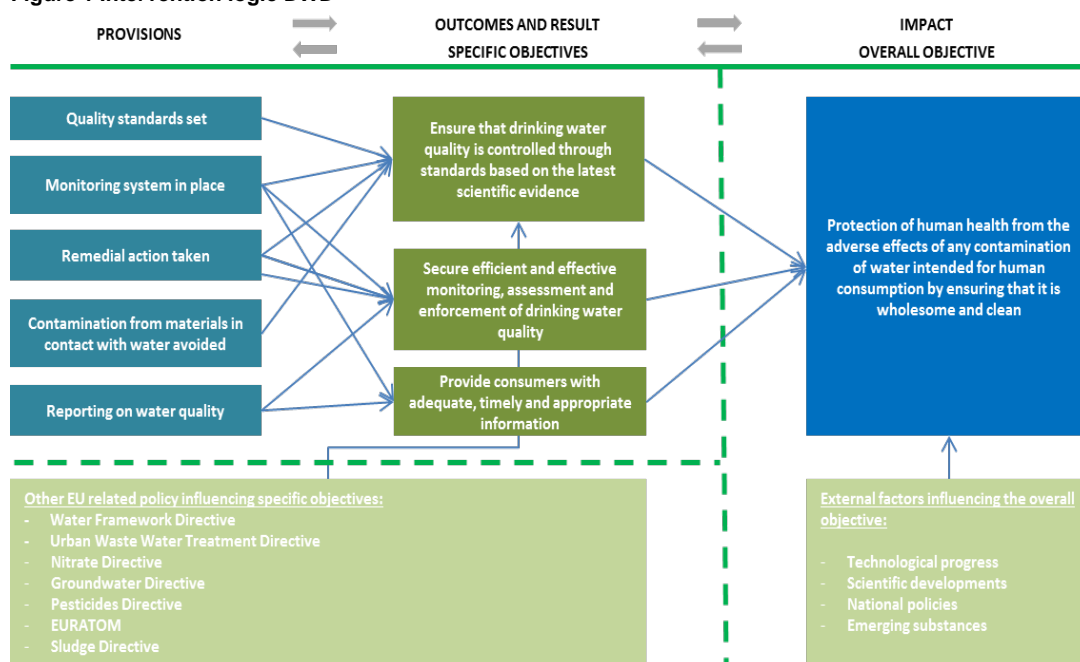 Figure 1 Intervention logic DWD
PROVISIONS
OUTCOMES AND RESULT
SPECIFIC OBJECTIVES
IMPACT
OVERALL OBJECTIVE
Quality standards set
Monitoring system in place
Remedial action taken
Contamination from materials in
contact with water avoided
Reporting on water quality
Ensure that drinking water
quality is controlled through
standards based on the latest
scientific evidence
Secure efficient and effective
monitoring, assessment and
enforcement of drinking water
quality
Provide consumers with
adequate, timely and appropriate
information
Protection of human health from the
adverse effects of any contamination
of water intended for human
consumption by ensuring that it is
wholesome and clean
Other EU related policy influencing specific objectives:
- Water Framework Directive
- Urban Waste Water Treatment Directive
- Nitrate Directive
- Groundwater Directive
- Pesticides Directive
- EURATOM
- Sludge Directive
External factors influencing the overall
objective:
- Technological progress
- Scientific developments
- National policies
- Emerging substances